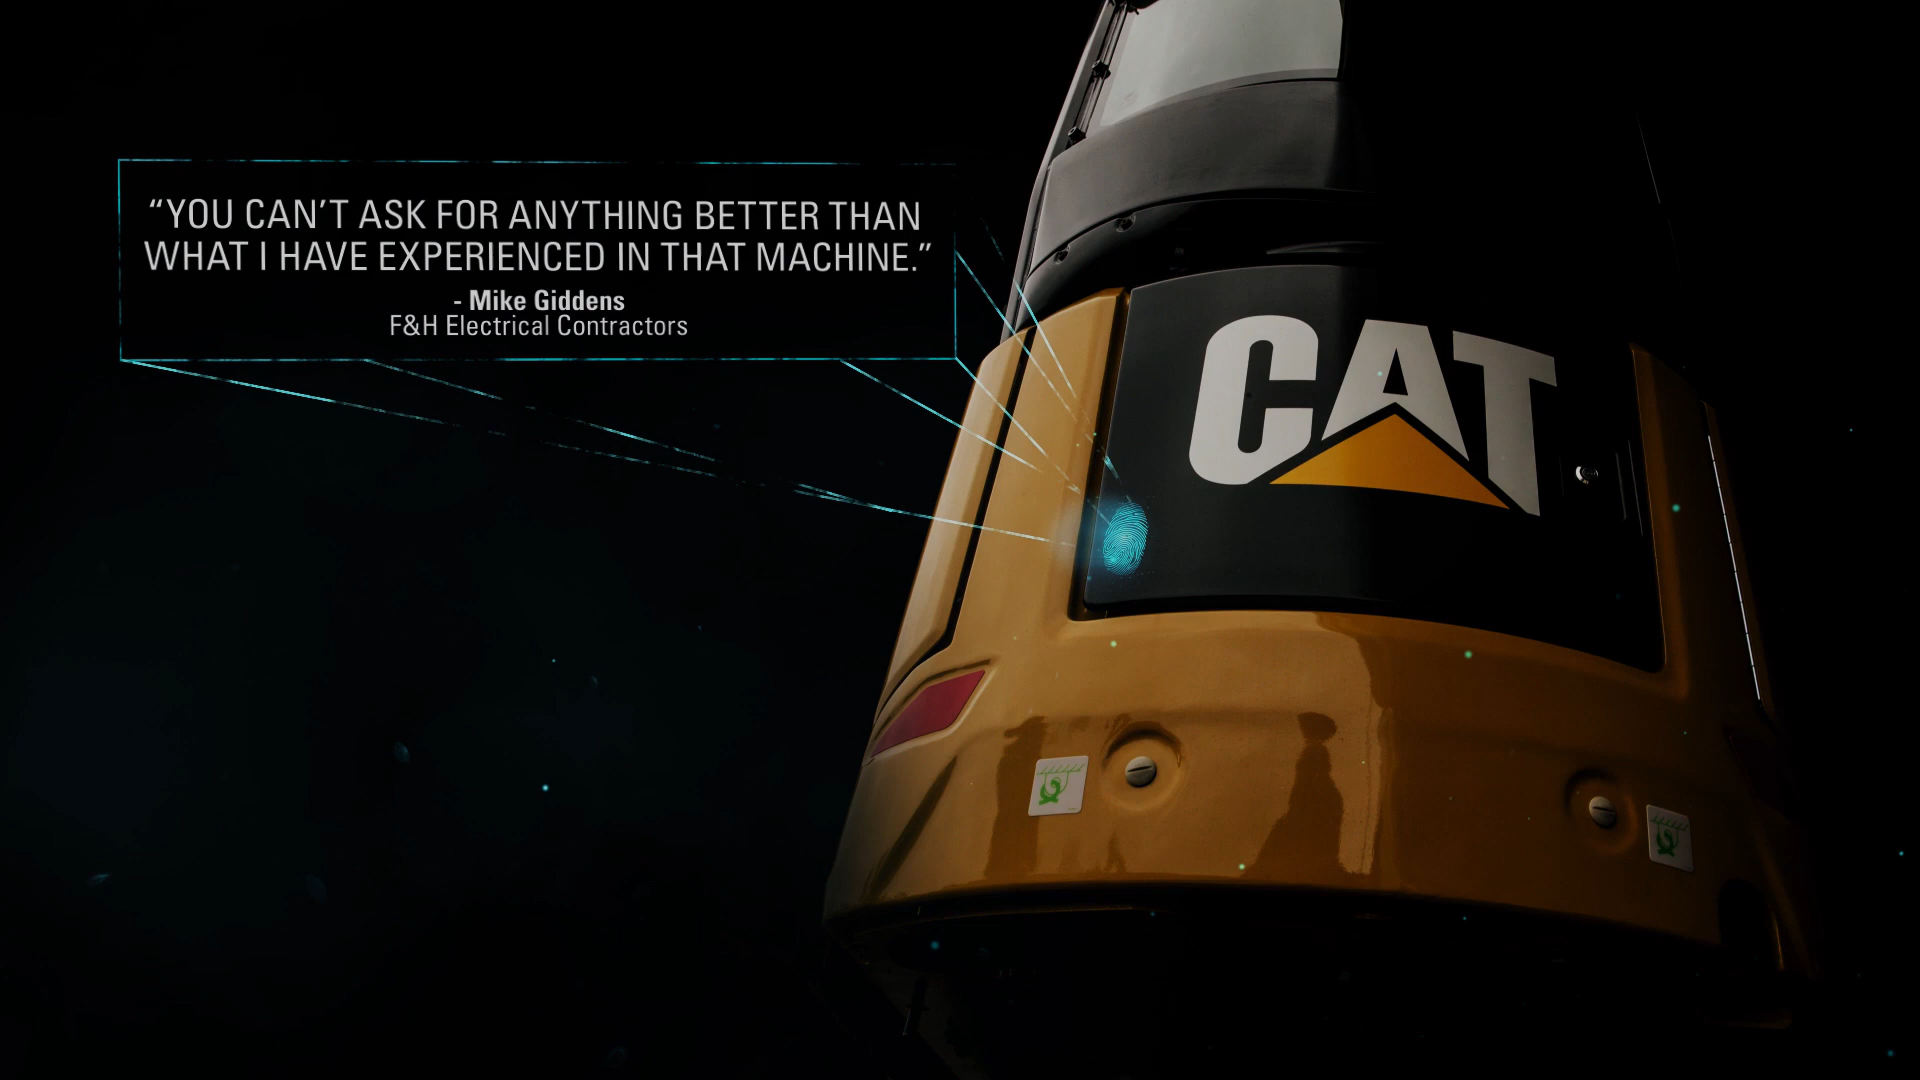 “YOU CAN’T ASK FOR ANYTHING BETTER THAN
WHAT I HAVE EXPERIENCED IN THAT MACHINE.”
- Mike Giddens
F&H Electrical Contractors
CAT